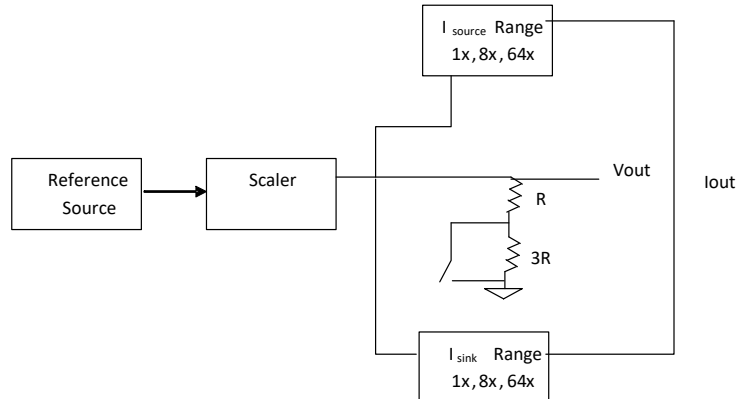 I source Range
1x, 8x, 64x
Reference
Source
Scaler
Vout
Iout
R
3R
I sink Range
1x, 8x, 64x